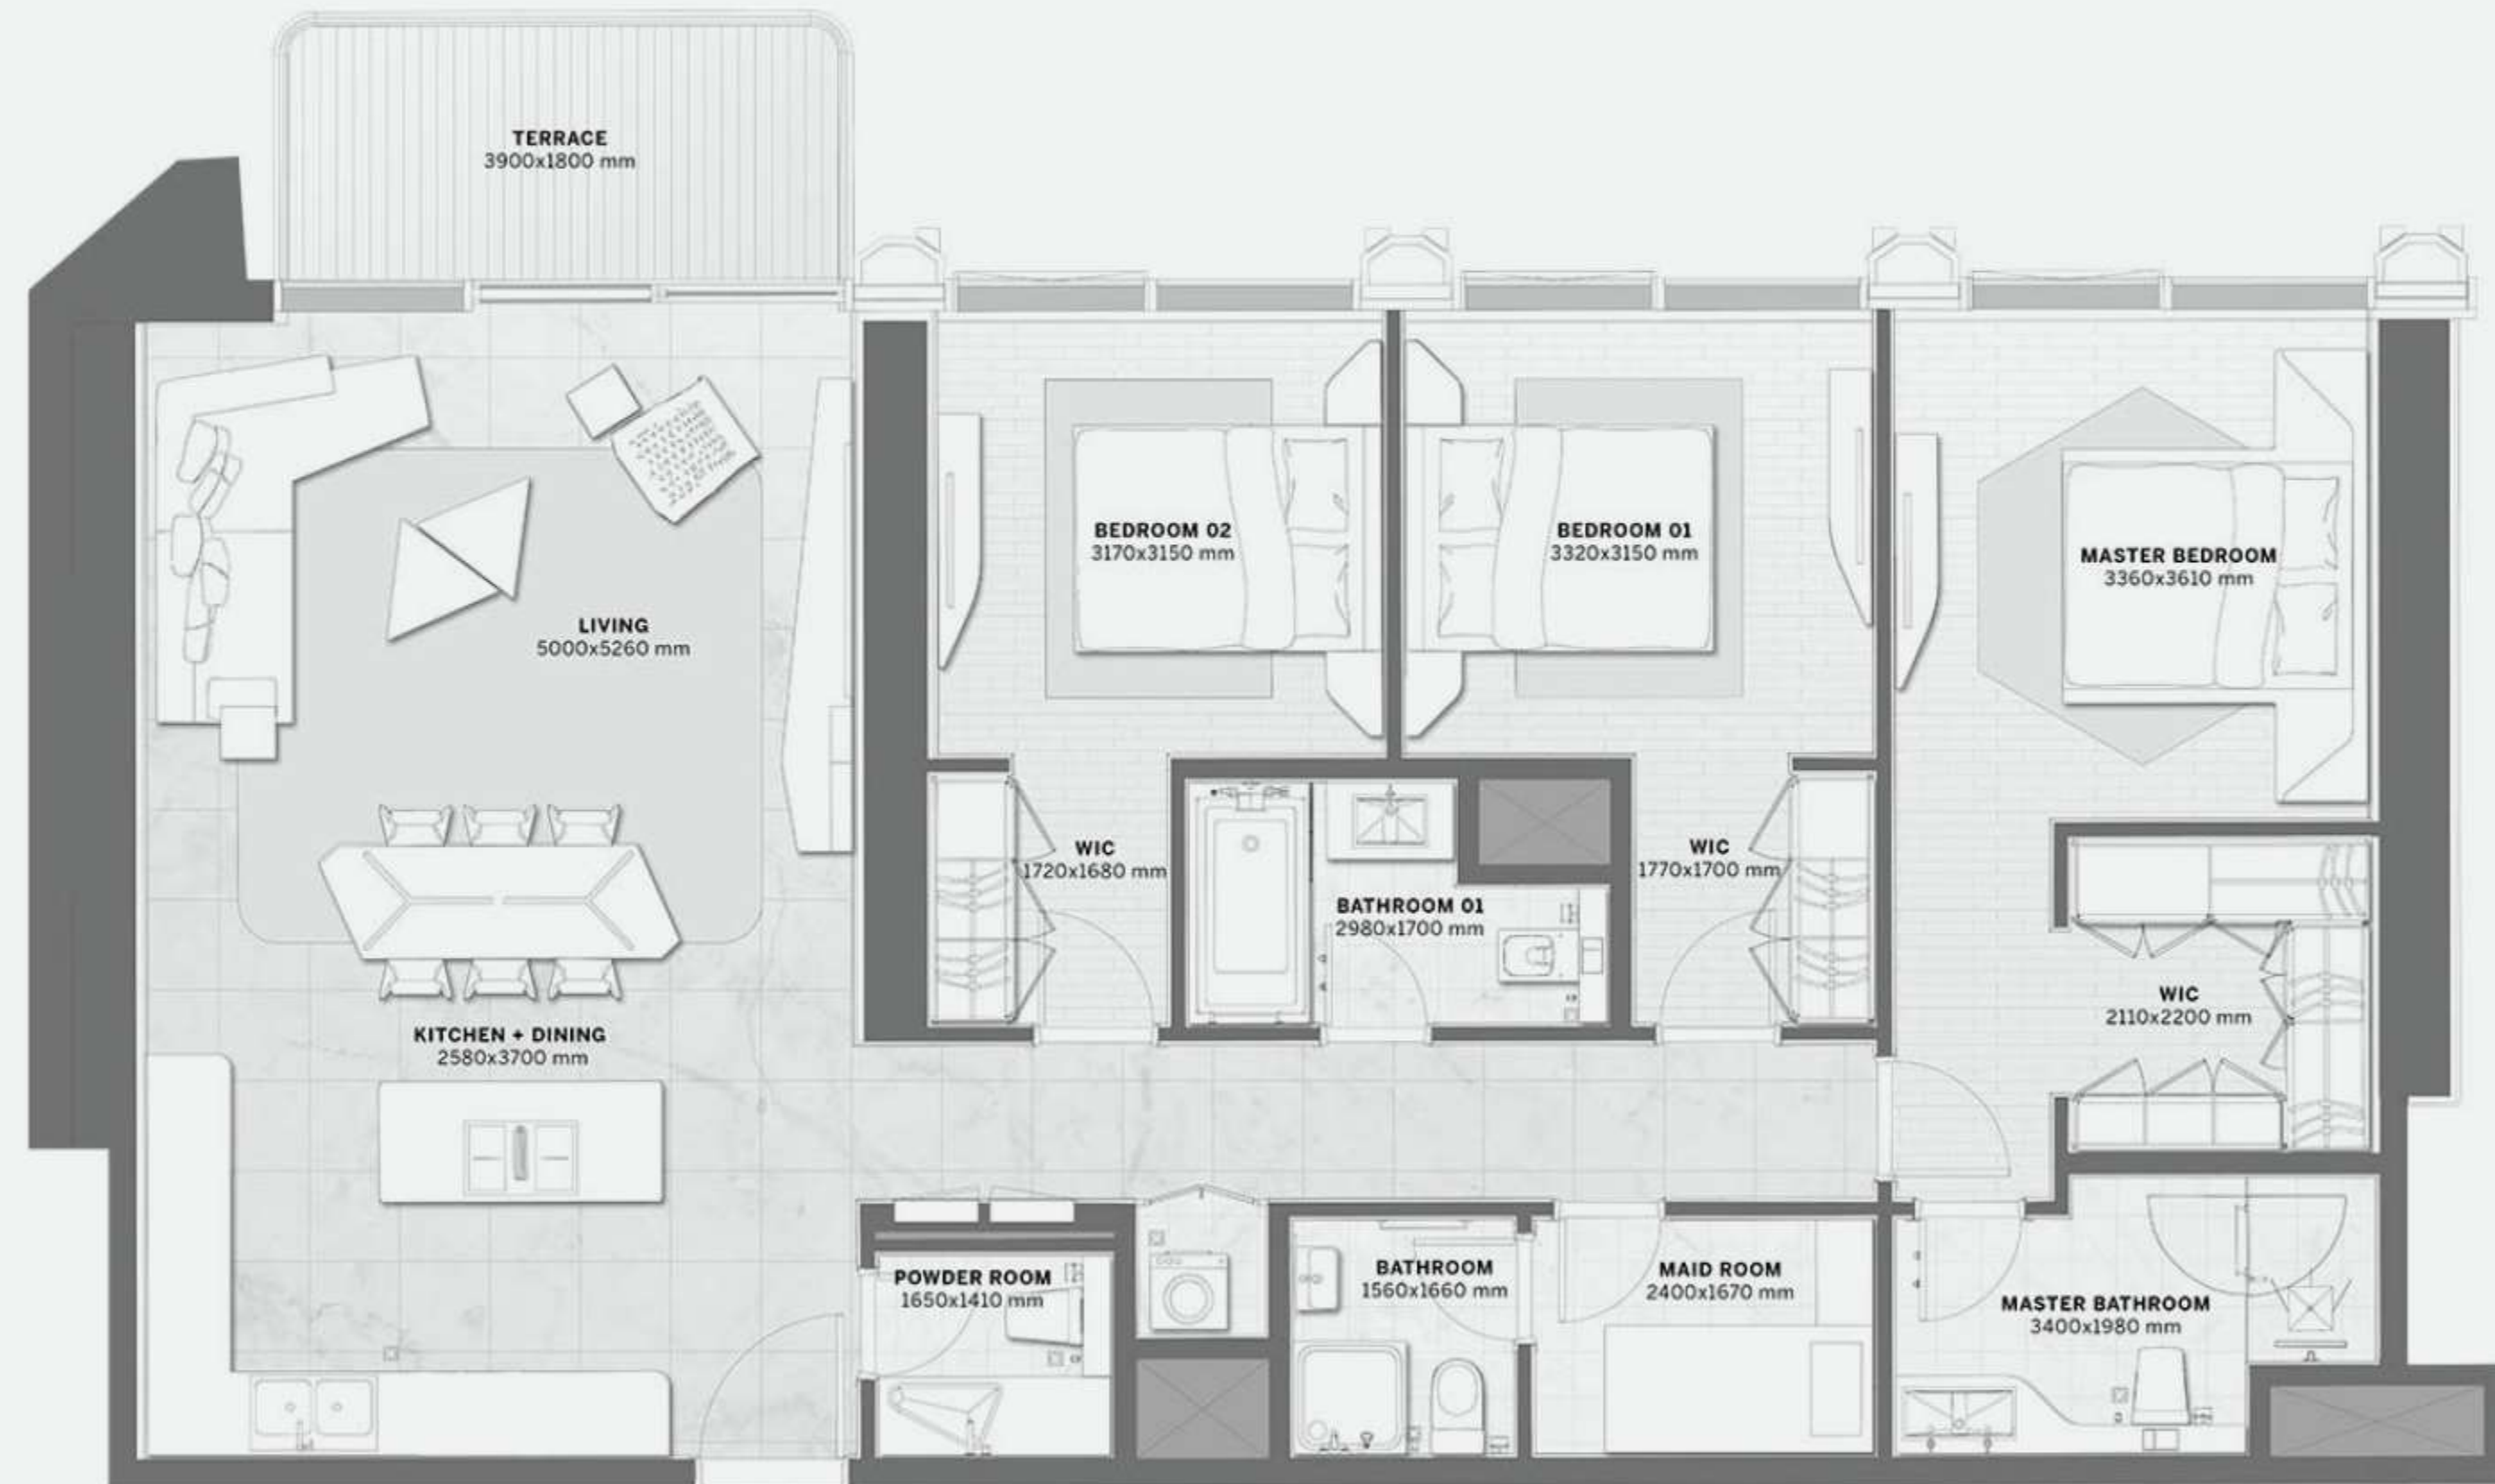 TERRACE
3900x1800 mm
BEDROOM 02
3170x3150 mm
BEDROOM 01
3320x3150 mm
MASTER BEDROOM
3360x3610 mm
LIVING
5000x5260 mm
WIC
1720x1680 mm
WIC
1770x1700 mm
BATHROOM 01
2980x1700 mm
WIC
2110x2200 mm
KITCHEN + DINING
2580x3700 mm
POWDER ROOM
1650x1410 mm
BATHROOM
1560x1660 mm
MAID ROOM
2400x1670 mm
MASTER BATHROOM
3400x1980 mm